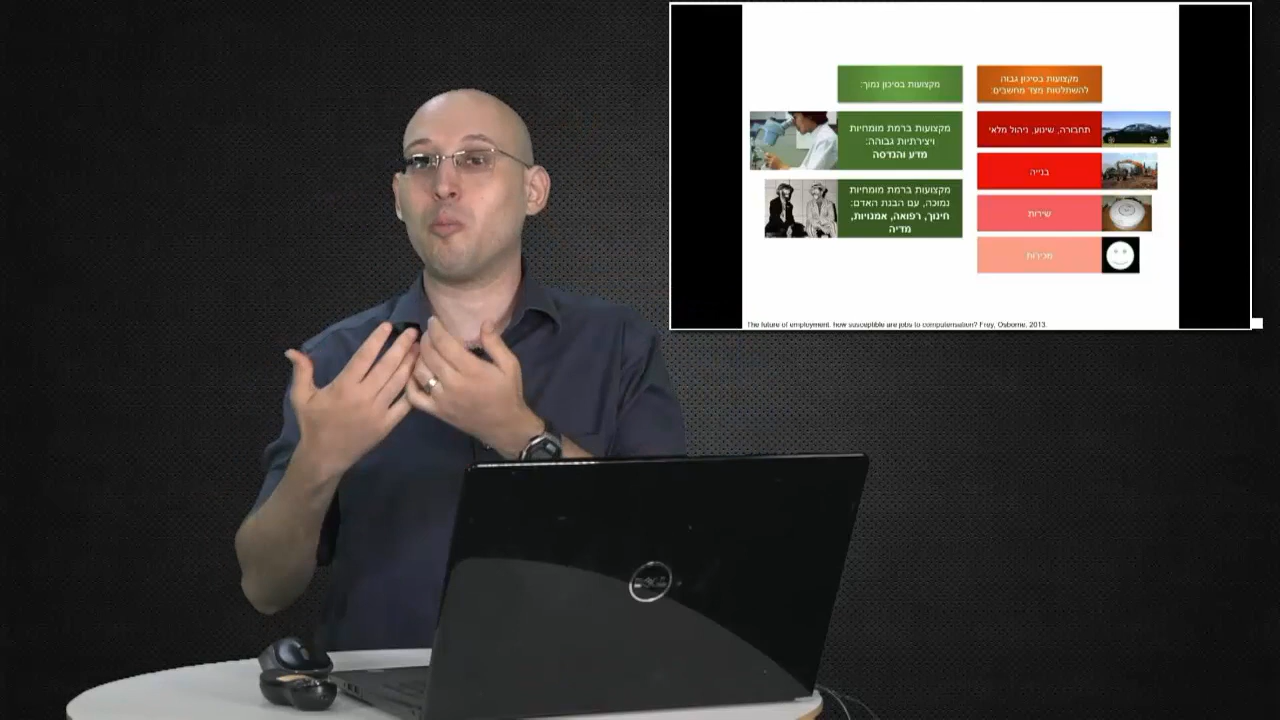 מקצועות בסיכון גבוה
להשתלטות מצד מחשבים:
תחבורה, שינוע, ניהול מלאי
בנייה
שירות
מכירות
מקצועות בסיכון נמוך:
מקצועות ברמת מומחיות
ויצירתיות גבוהה:
מדע והנדסה
מקצועות ברמת מומחיות
נמוכה, עם הבנת האדם:
חינוך, רפואה, אמנויות,
מדיה
The future of employment: how susceptible are jobs to computerisation? Frey, Osborne, 2013.
DELL